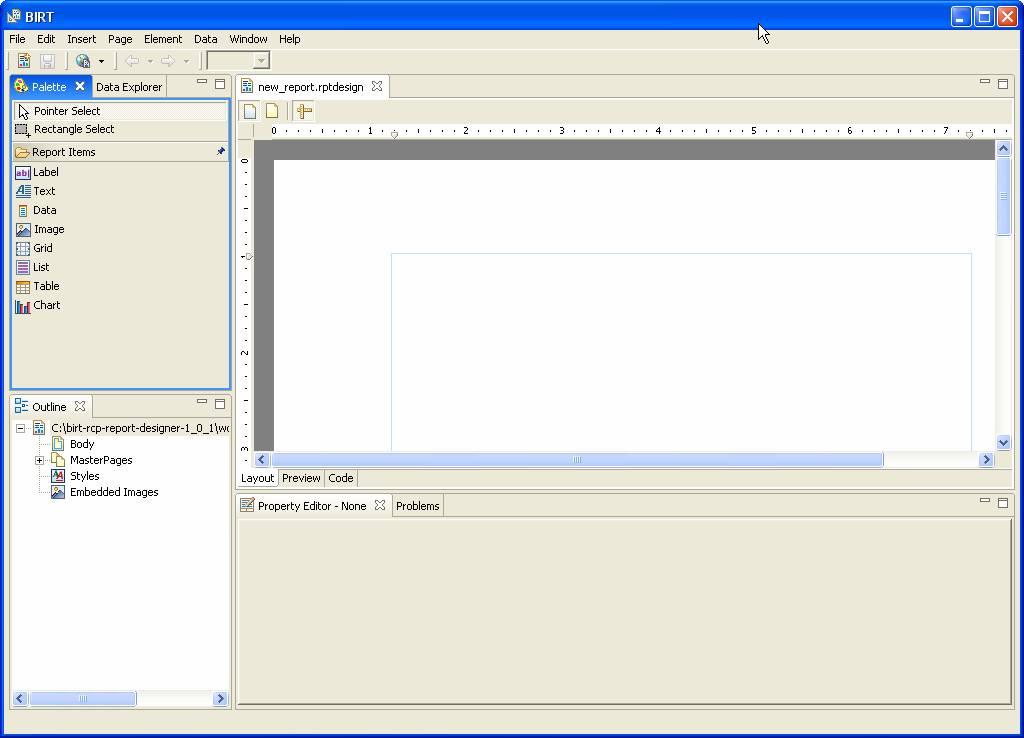 BIRT
File Edit Insert Page Element Data Window Help
Palette Data Explorer
Pointer Select
Rectangle Select
Report Items
Label
Text
Data
Image
Grid
List
Table
Chart
Outline
C:\birt-rcp-report-designer-1_0_1\wo
Body
MasterPages
Styles
Embedded Images
new_report.rptdesign
0 1 2 3 4 5 6 7
0
2
3
Layout Preview Code
Property Editor - None Problems